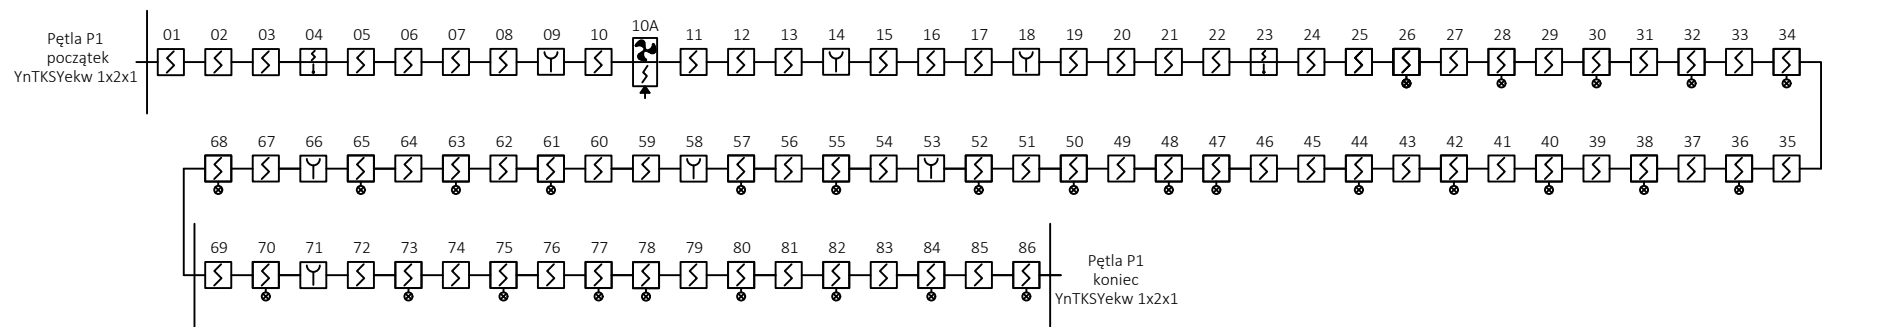 Pętla P1
początek
YnTKSYekw 1x2x1
01 02 03 04 05 06 07 08 09 10 10A 11 12 13 14 15 16 17 18 19 20 21 22 23 24 25 26 27 28 29 30 31 32 33 34
68 67 66 65 64 63 62 61 60 59 58 57 56 55 54 53 52 51 50 49 48 47 46 45 44 43 42 41 40 39 38 37 36 35
69 70 71 72 73 74 75 76 77 78 79 80 81 82 83 84 85 86
Pętla P1
koniec
YnTKSYekw 1x2x1